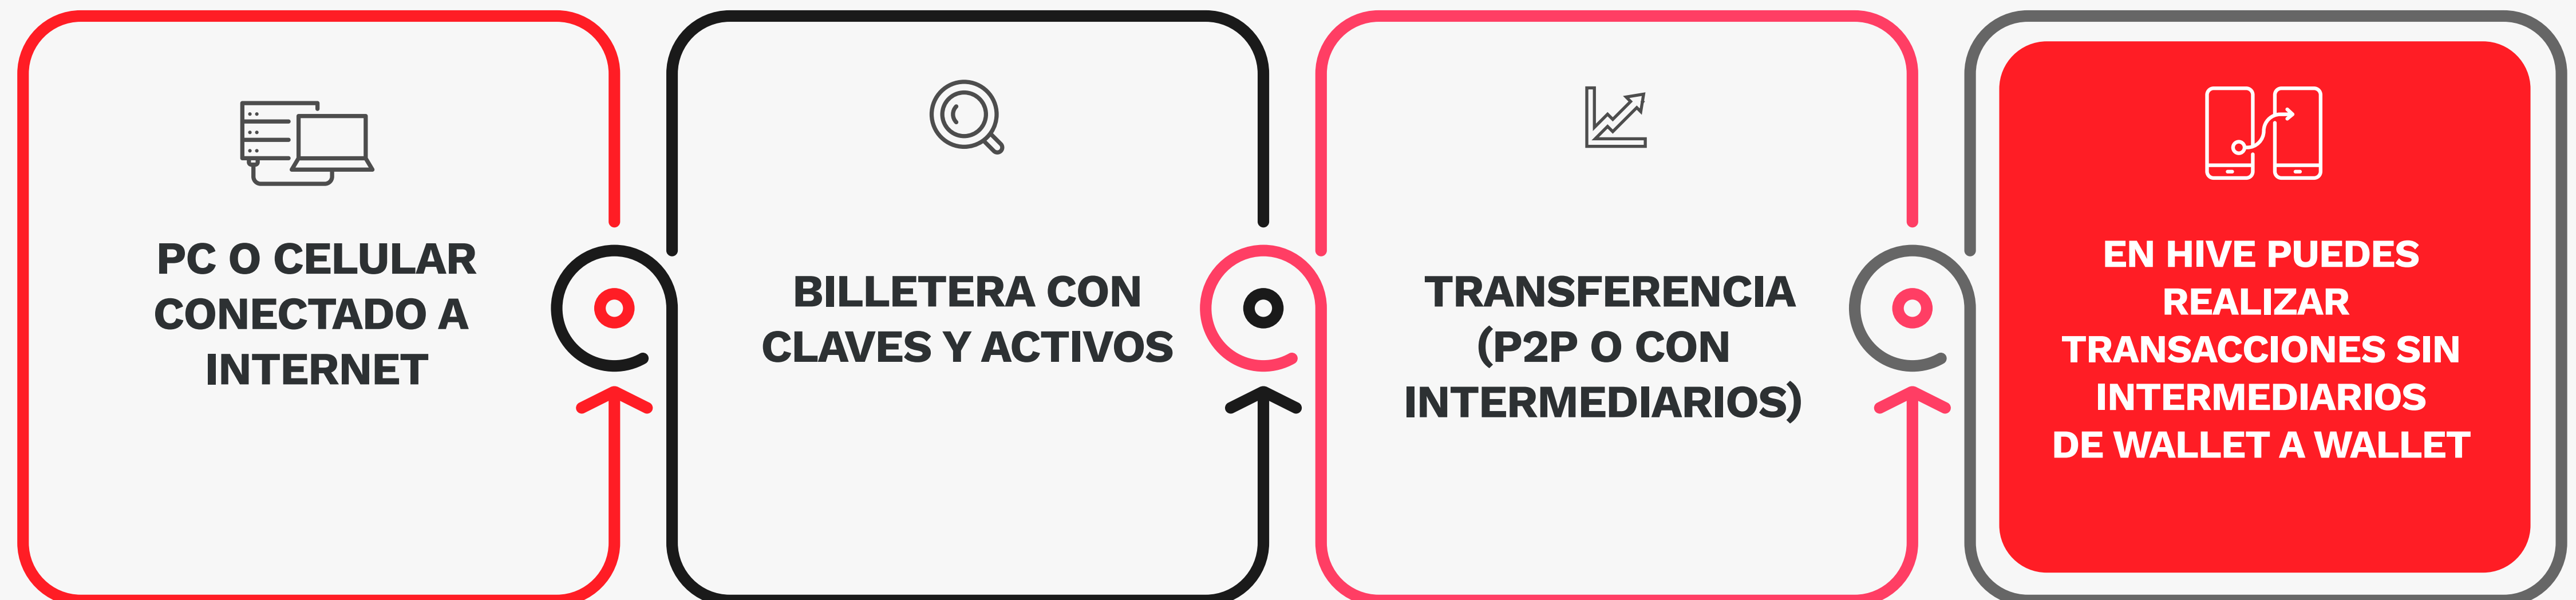 PC O CELULAR
CONECTADO A
INTERNET
BILLETERA CON
CLAVES Y ACTIVOS
TRANSFERENCIA
(P2P O CON
INTERMEDIARIOS)
EN HIVE PUEDES
REALIZAR
TRANSACCIONES SIN
INTERMEDIARIOS
DE WALLET A WALLET